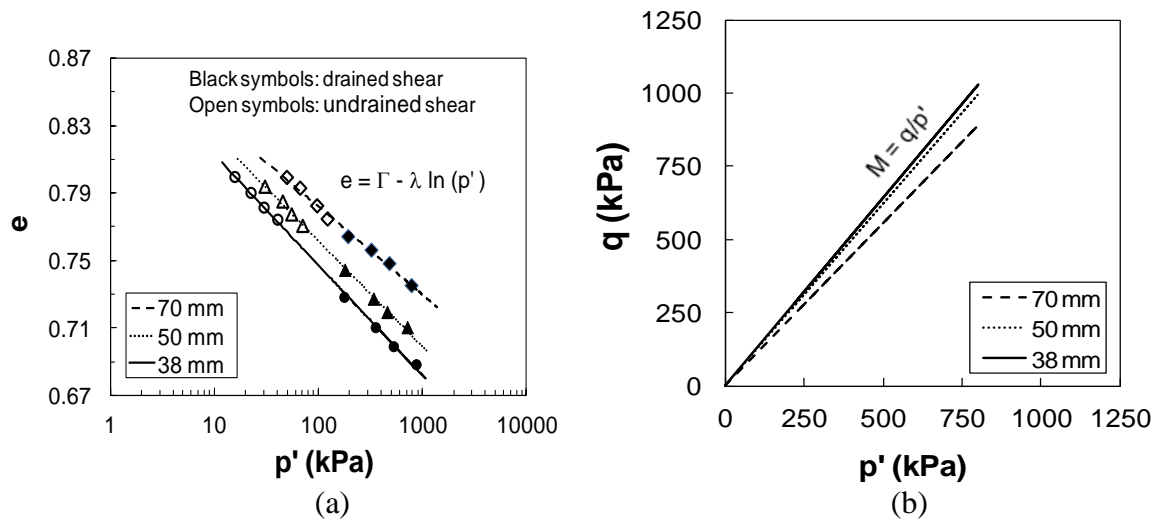 0.87
0.83
0.79
0.75
0.71
0.67
e
Black symbols: drained shear
Open symbols: undrained shear
e = Γ - λ ln (p')
70 mm
50 mm
38 mm
1 10 100 1000 10000
p' (kPa)
(a)
1250
1000
750
500
250
0
q (kPa)
M = q/p'
70 mm
50 mm
38 mm
0 250 500 750 1000 1250
p' (kPa)
(b)